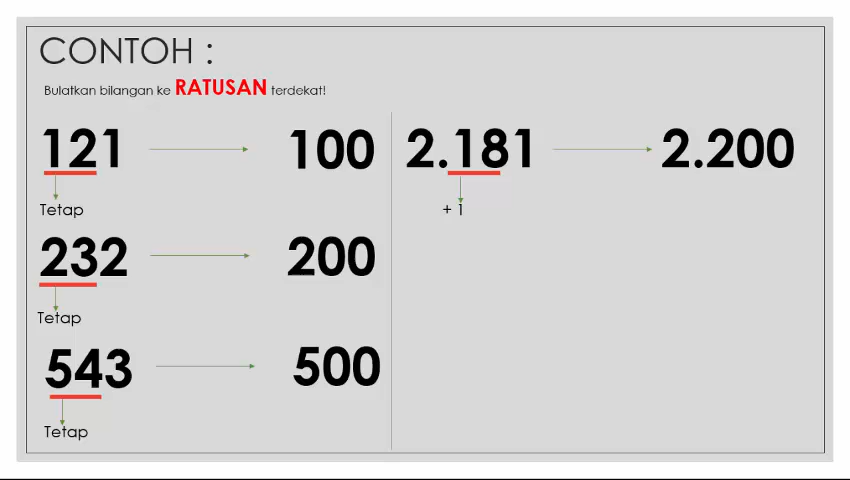 CONTOH :
Bulatkan bilangan ke RATUSAN terdekat!
121 100
Tetap
232 200
Tetap
543 500
Tetap
2.181 2.200
+ 1